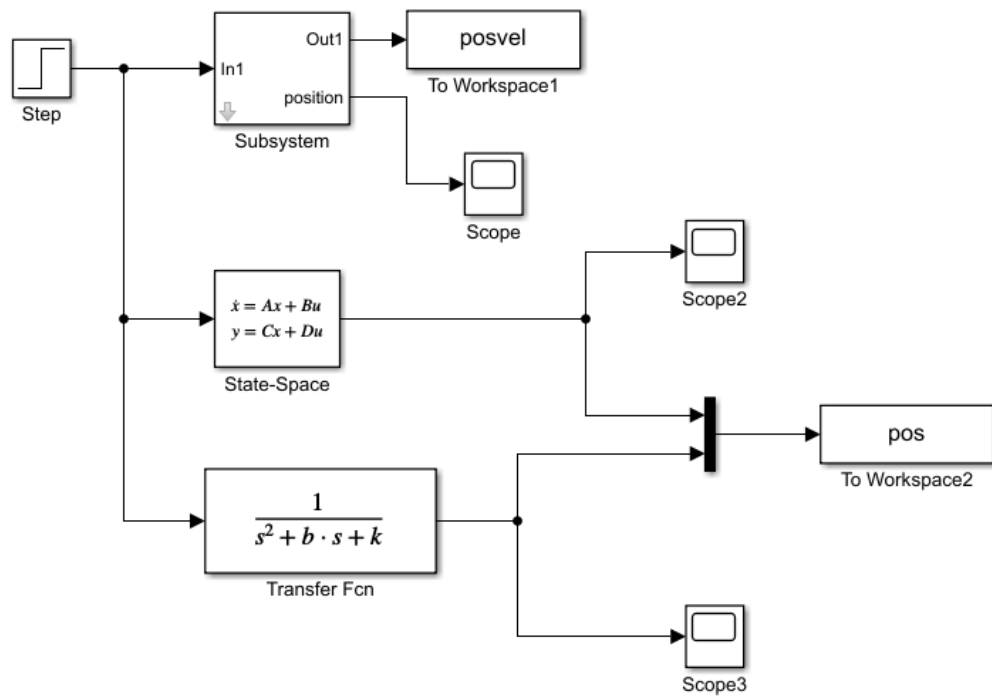 Step
In1
Out1
position
Subsystem
posvel
To Workspace1
Scope
Scope2
ẋ = Ax + Bu
y = Cx + Du
State-Space
pos
To Workspace2
1
s² + b · s + k
Transfer Fcn
Scope3